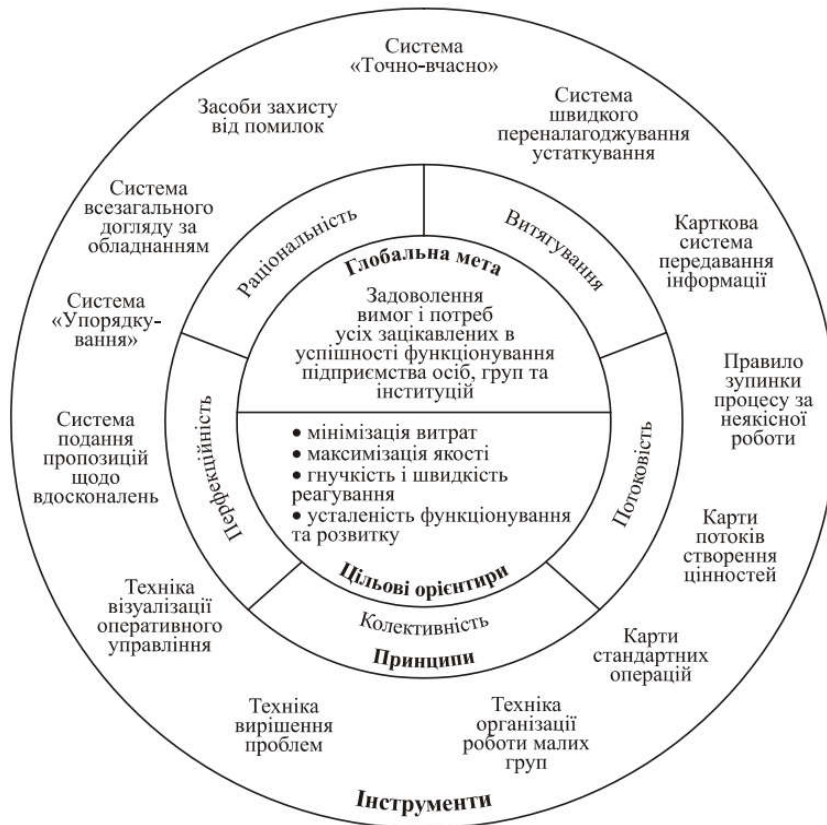 Система
«Точно-вчасно»
Засоби захисту
від помилок
Система
швидкого
переналагоджування
устаткування
Система
всезагального
догляду за
обладнанням
Карткова
система
передавання
інформації
Система
«Упорядку-
вання»
Правило
зупинки
процесу за
неякісної
роботи
Система
подання
пропозицій
щодо
вдосконалень
Карти
потоків
створення
цінностей
Техніка
візуалізації
оперативного
управління
Карти
стандартних
операцій
Техніка
вирішення
проблем
Техніка
організації
роботи малих
груп
Інструменти
Раціональність
Витягування
Перфекційність
Потоковість
Колективність
Принципи
Глобальна мета
Задоволення
вимог і потреб
усіх зацікавлених в
успішності функціонування
підприємства осіб, груп та
інституцій
• мінімізація витрат
• максимізація якості
• гнучкість і швидкість
реагування
• усталеність функціонування
та розвитку
Цільові орієнтири